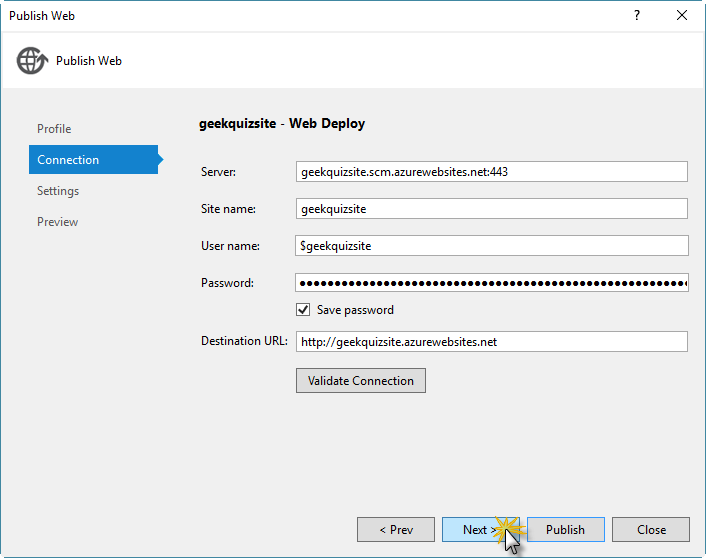 Publish Web
?
Publish Web
geekquizsite - Web Deploy
Profile
Connection
Settings
Preview
Server: geekquizsite.scm.azurewebsites.net:443
Site name: geekquizsite
User name: $geekquizsite
Password: ●●●●●●●●●●●●●●●●●●●●●●●●●●●●●●●●●●●●●●●●●●●●●●●●●●●●●●●●
Save password
Destination URL: http://geekquizsite.azurewebsites.net
Validate Connection
< Prev Next > Publish Close